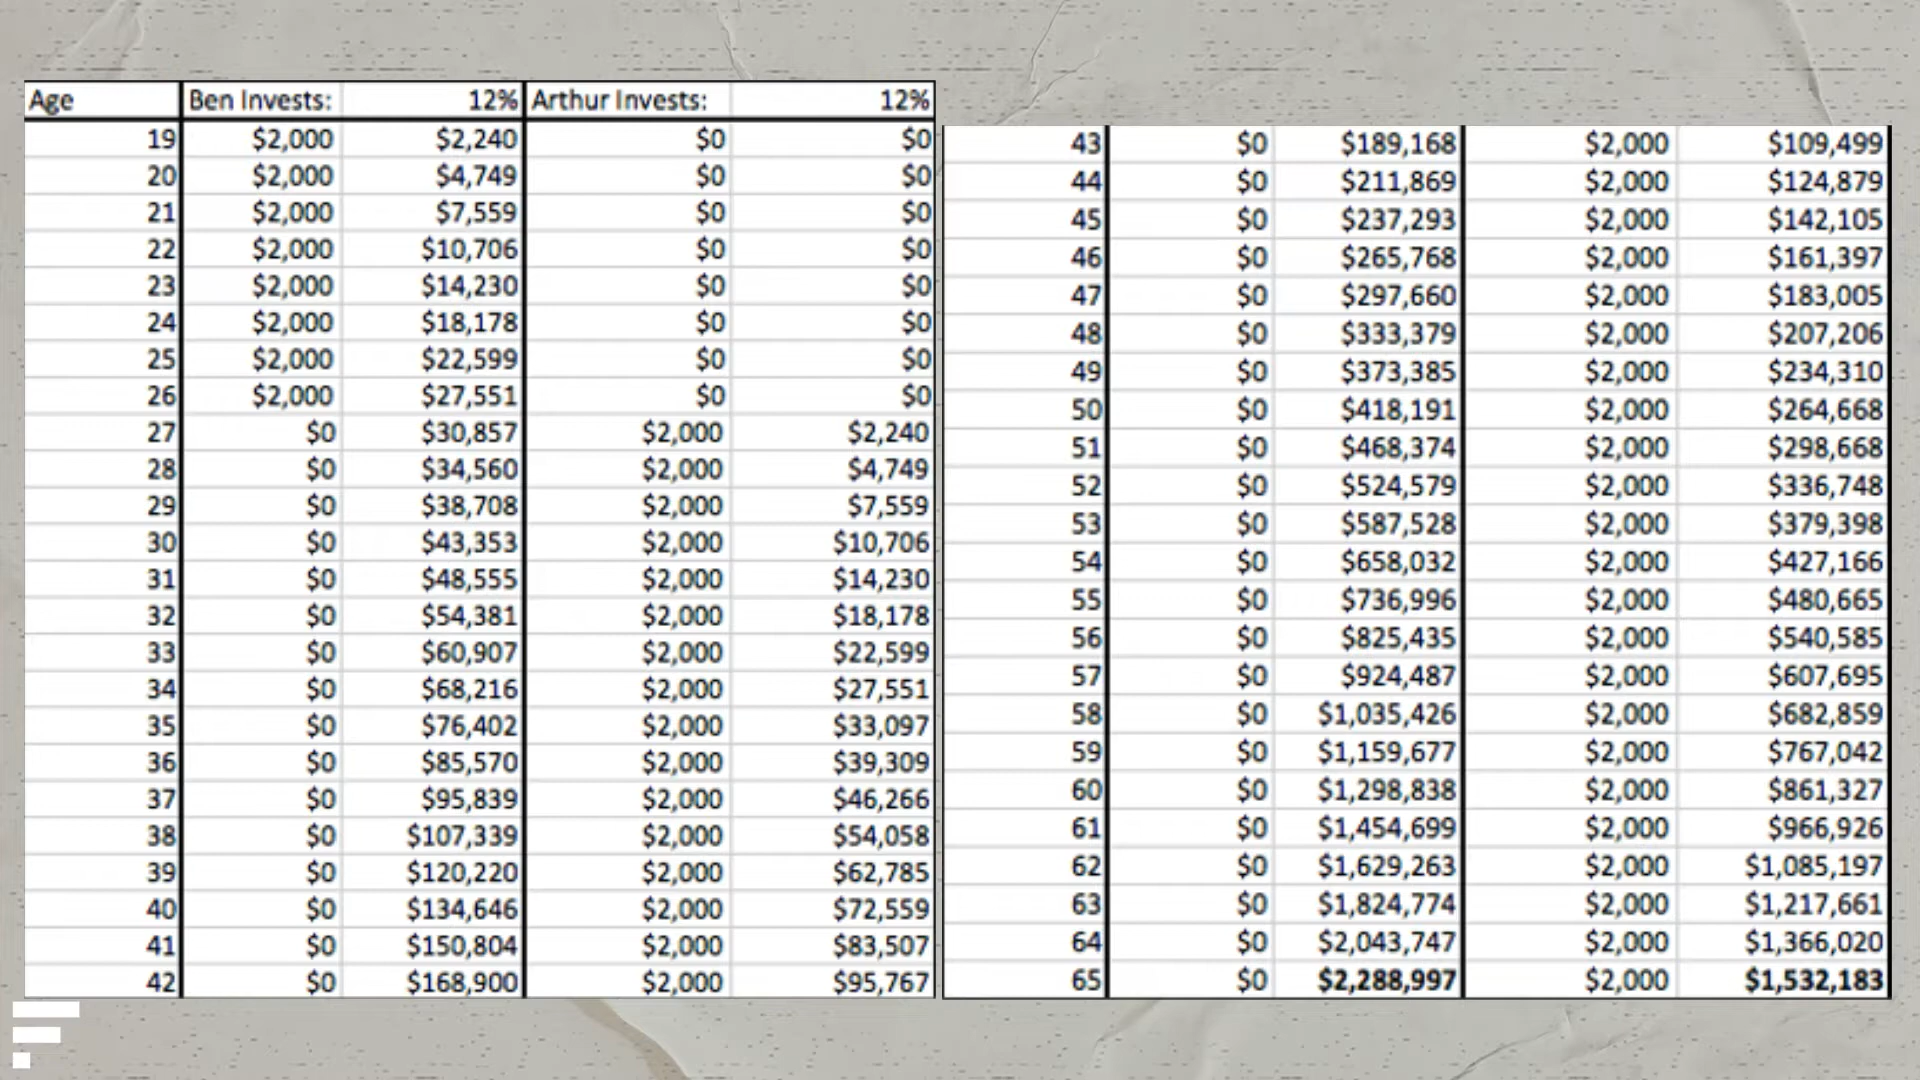 Age Ben Invests: 12% Arthur Invests: 12%
19 $2,000 $2,240 $0 $0
20 $2,000 $4,749 $0 $0
21 $2,000 $7,559 $0 $0
22 $2,000 $10,706 $0 $0
23 $2,000 $14,230 $0 $0
24 $2,000 $18,178 $0 $0
25 $2,000 $22,599 $0 $0
26 $2,000 $27,551 $0 $0
27 $0 $30,857 $2,000 $2,240
28 $0 $34,560 $2,000 $4,749
29 $0 $38,708 $2,000 $7,559
30 $0 $43,353 $2,000 $10,706
31 $0 $48,555 $2,000 $14,230
32 $0 $54,381 $2,000 $18,178
33 $0 $60,907 $2,000 $22,599
34 $0 $68,216 $2,000 $27,551
35 $0 $76,402 $2,000 $33,097
36 $0 $85,570 $2,000 $39,309
37 $0 $95,839 $2,000 $46,266
38 $0 $107,339 $2,000 $54,058
39 $0 $120,220 $2,000 $62,785
40 $0 $134,646 $2,000 $72,559
41 $0 $150,804 $2,000 $83,507
42 $0 $168,900 $2,000 $95,767
43 $0 $189,168 $2,000 $109,499
44 $0 $211,869 $2,000 $124,879
45 $0 $237,293 $2,000 $142,105
46 $0 $265,768 $2,000 $161,397
47 $0 $297,660 $2,000 $183,005
48 $0 $333,379 $2,000 $207,206
49 $0 $373,385 $2,000 $234,310
50 $0 $418,191 $2,000 $264,668
51 $0 $468,374 $2,000 $298,668
52 $0 $524,579 $2,000 $336,748
53 $0 $587,528 $2,000 $379,398
54 $0 $658,032 $2,000 $427,166
55 $0 $736,996 $2,000 $480,665
56 $0 $825,435 $2,000 $540,585
57 $0 $924,487 $2,000 $607,695
58 $0 $1,035,426 $2,000 $682,859
59 $0 $1,159,677 $2,000 $767,042
60 $0 $1,298,838 $2,000 $861,327
61 $0 $1,454,699 $2,000 $966,926
62 $0 $1,629,263 $2,000 $1,085,197
63 $0 $1,824,774 $2,000 $1,217,661
64 $0 $2,043,747 $2,000 $1,366,020
65 $0 $2,288,997 $2,000 $1,532,183